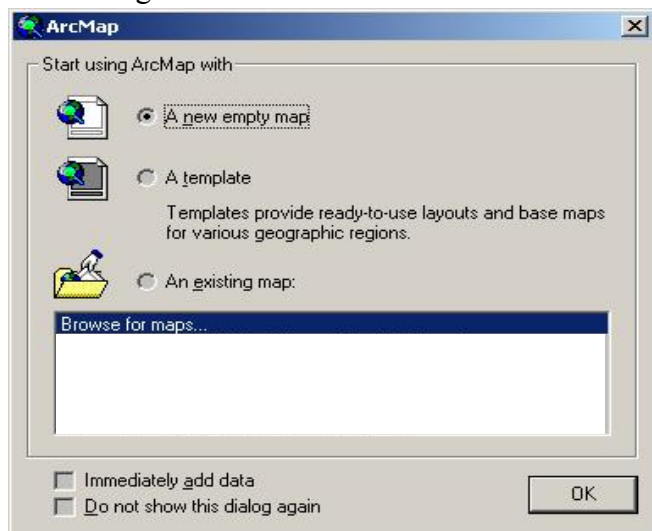 ArcMap
Start using ArcMap with
A new empty map
A template
Templates provide ready-to-use layouts and base maps
for various geographic regions.
An existing map:
Browse for maps...
Immediately add data
Do not show this dialog again
OK